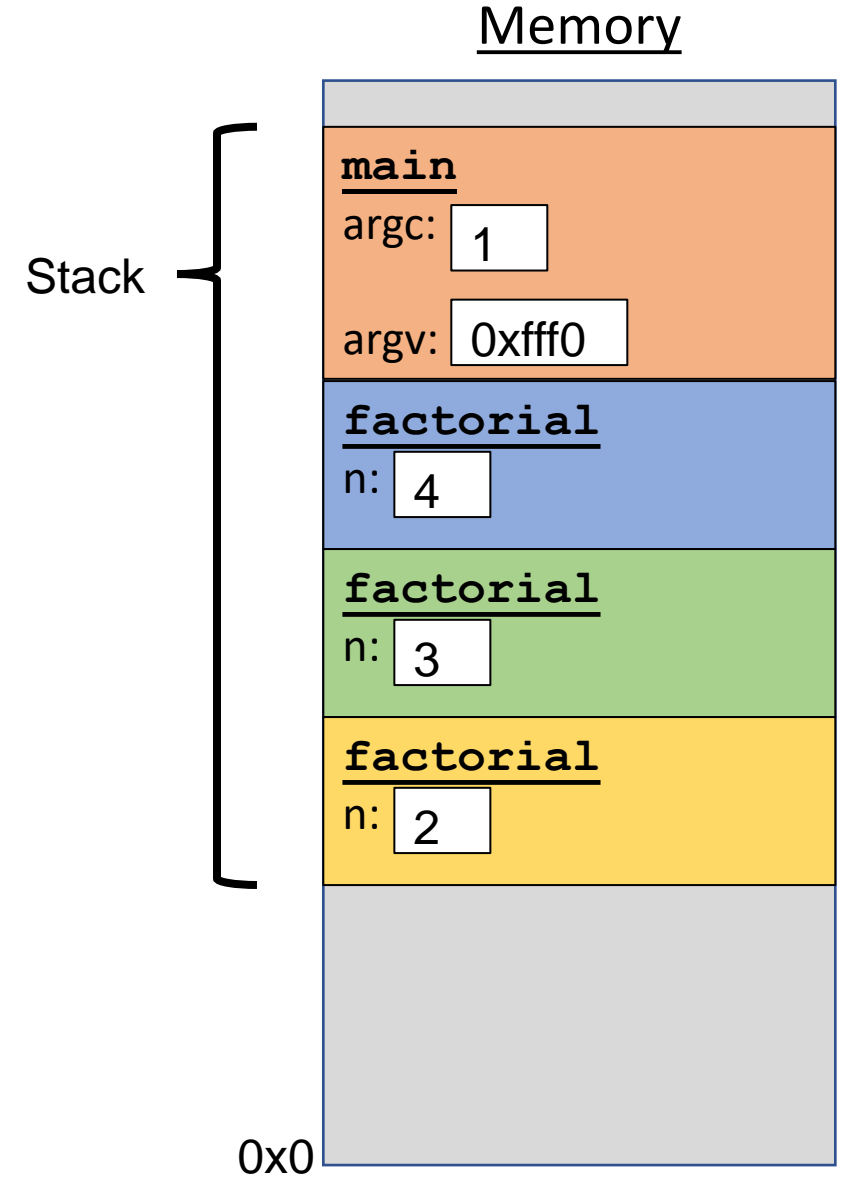 Memory
main
argc: 1
Stack
argv: 0xfff0
factorial
n: 4
factorial
n: 3
factorial
n: 2
0x0